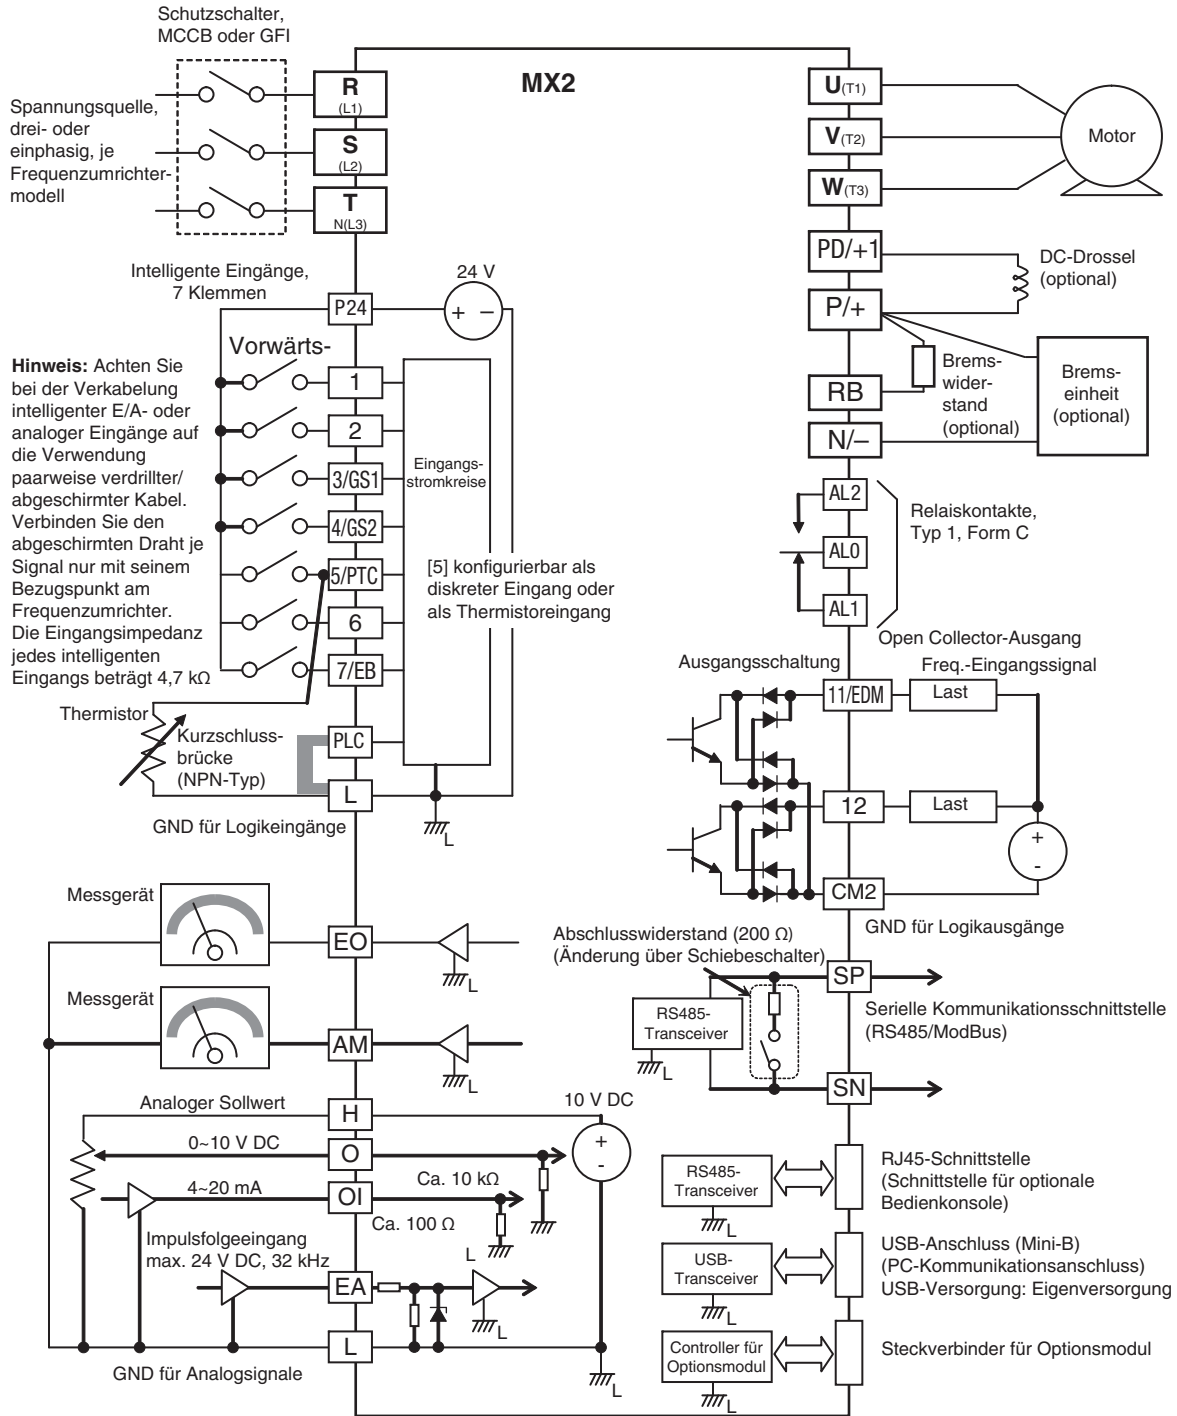 Schutzschalter,
MCCB oder GFI
MX2
Spannungsquelle,
drei- oder
einphasig, je
Frequenzumrichter-
modell
R
(L1)
S
(L2)
T
N(L3)
U(T1)
V(T2)
W(T3)
Motor
PD/+1
DC-Drossel
(optional)
P/+
RB
N/–
Brems-
wider-
stand
(optional)
Brems-
einheit
(optional)
Intelligente Eingänge,
7 Klemmen
24 V
+ –
P24
Vorwärts-
Hinweis: Achten Sie
bei der Verkabelung
intelligenter E/A- oder
analoger Eingänge auf
die Verwendung
paarweise verdrillter/
abgeschirmter Kabel.
Verbinden Sie den
abgeschirmten Draht je
Signal nur mit seinem
Bezugspunkt am
Frequenzumrichter.
Die Eingangsimpedanz
jedes intelligenten
Eingangs beträgt 4,7 kΩ
1
2
3/GS1
4/GS2
5/PTC
6
7/EB
PLC
L
Eingangs-
stromkreise
[5] konfigurierbar als
diskreter Eingang oder
als Thermistoreingang
Thermistor
Kurzschluss-
brücke
(NPN-Typ)
GND für Logikeingänge
L
AL2
AL0
AL1
Relaiskontakte,
Typ 1, Form C
Open Collector-Ausgang
Ausgangsschaltung
Freq.-Eingangssignal
11/EDM
Last
12
Last
+
-
CM2
GND für Logikausgänge
Messgerät
EO
L
Messgerät
AM
L
Abschlusswiderstand (200 Ω)
(Änderung über Schiebeschalter)
SP
RS485-
Transceiver
L
SN
Serielle Kommunikationsschnittstelle
(RS485/ModBus)
Analoger Sollwert
H
10 V DC
+
-
0~10 V DC
O
Ca. 10 kΩ
4~20 mA
OI
Ca. 100 Ω
Impulsfolgeeingang
max. 24 V DC, 32 kHz
L
EA
L
L
GND für Analogsignale
L
RS485-
Transceiver
L
RJ45-Schnittstelle
(Schnittstelle für optionale
Bedienkonsole)
USB-
Transceiver
L
USB-Anschluss (Mini-B)
(PC-Kommunikationsanschluss)
USB-Versorgung: Eigenversorgung
Controller für
Optionsmodul
L
Steckverbinder für Optionsmodul